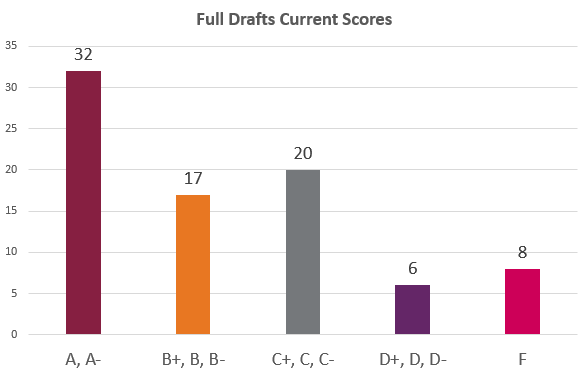 Full Drafts Current Scores
35
30
25
20
15
10
5
0
32
17
20
6
8
A, A-
B+, B, B-
C+, C, C-
D+, D, D-
F